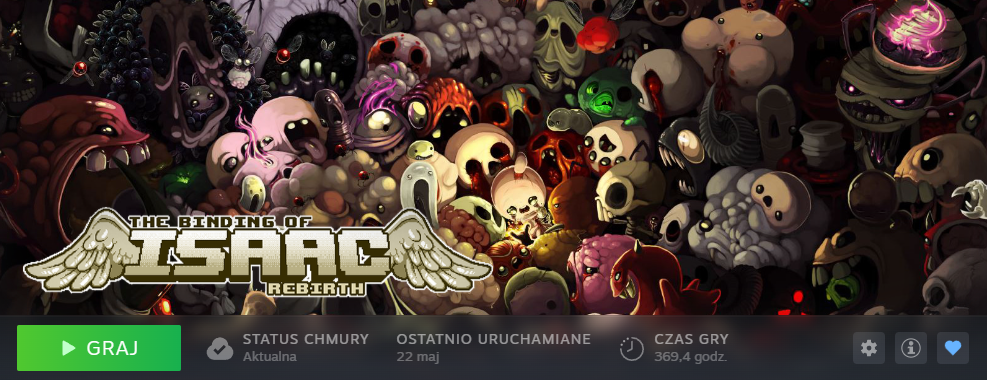 THE BINDING OF
ISAAC
REBIRTH
GRAJ
STATUS CHMURY
Aktualna
OSTATNIO URUCHAMIANE
22 maj
CZAS GRY
369,4 godz.